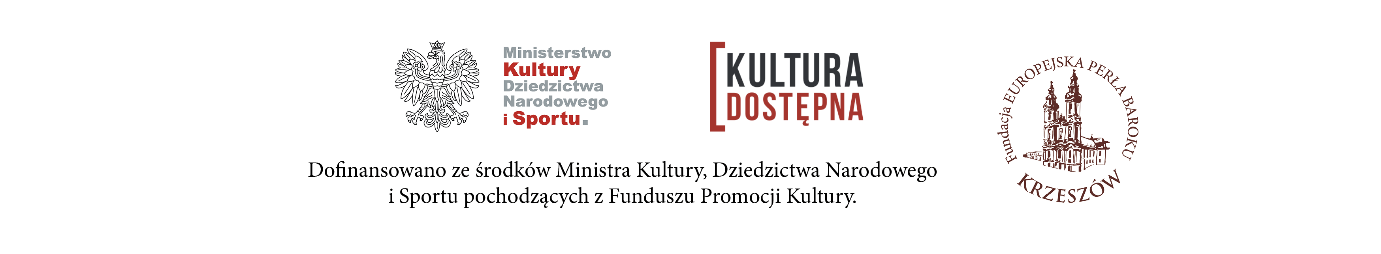 Ministerstwo
Kultury
Dziedzictwa
Narodowego
i Sportu.
KULTURA
DOSTĘPNA
Fundacja EUROPEJSKA PERŁA BAROKU
KRZESZÓW
Dofinansowano ze środków Ministra Kultury, Dziedzictwa Narodowego
i Sportu pochodzących z Funduszu Promocji Kultury.